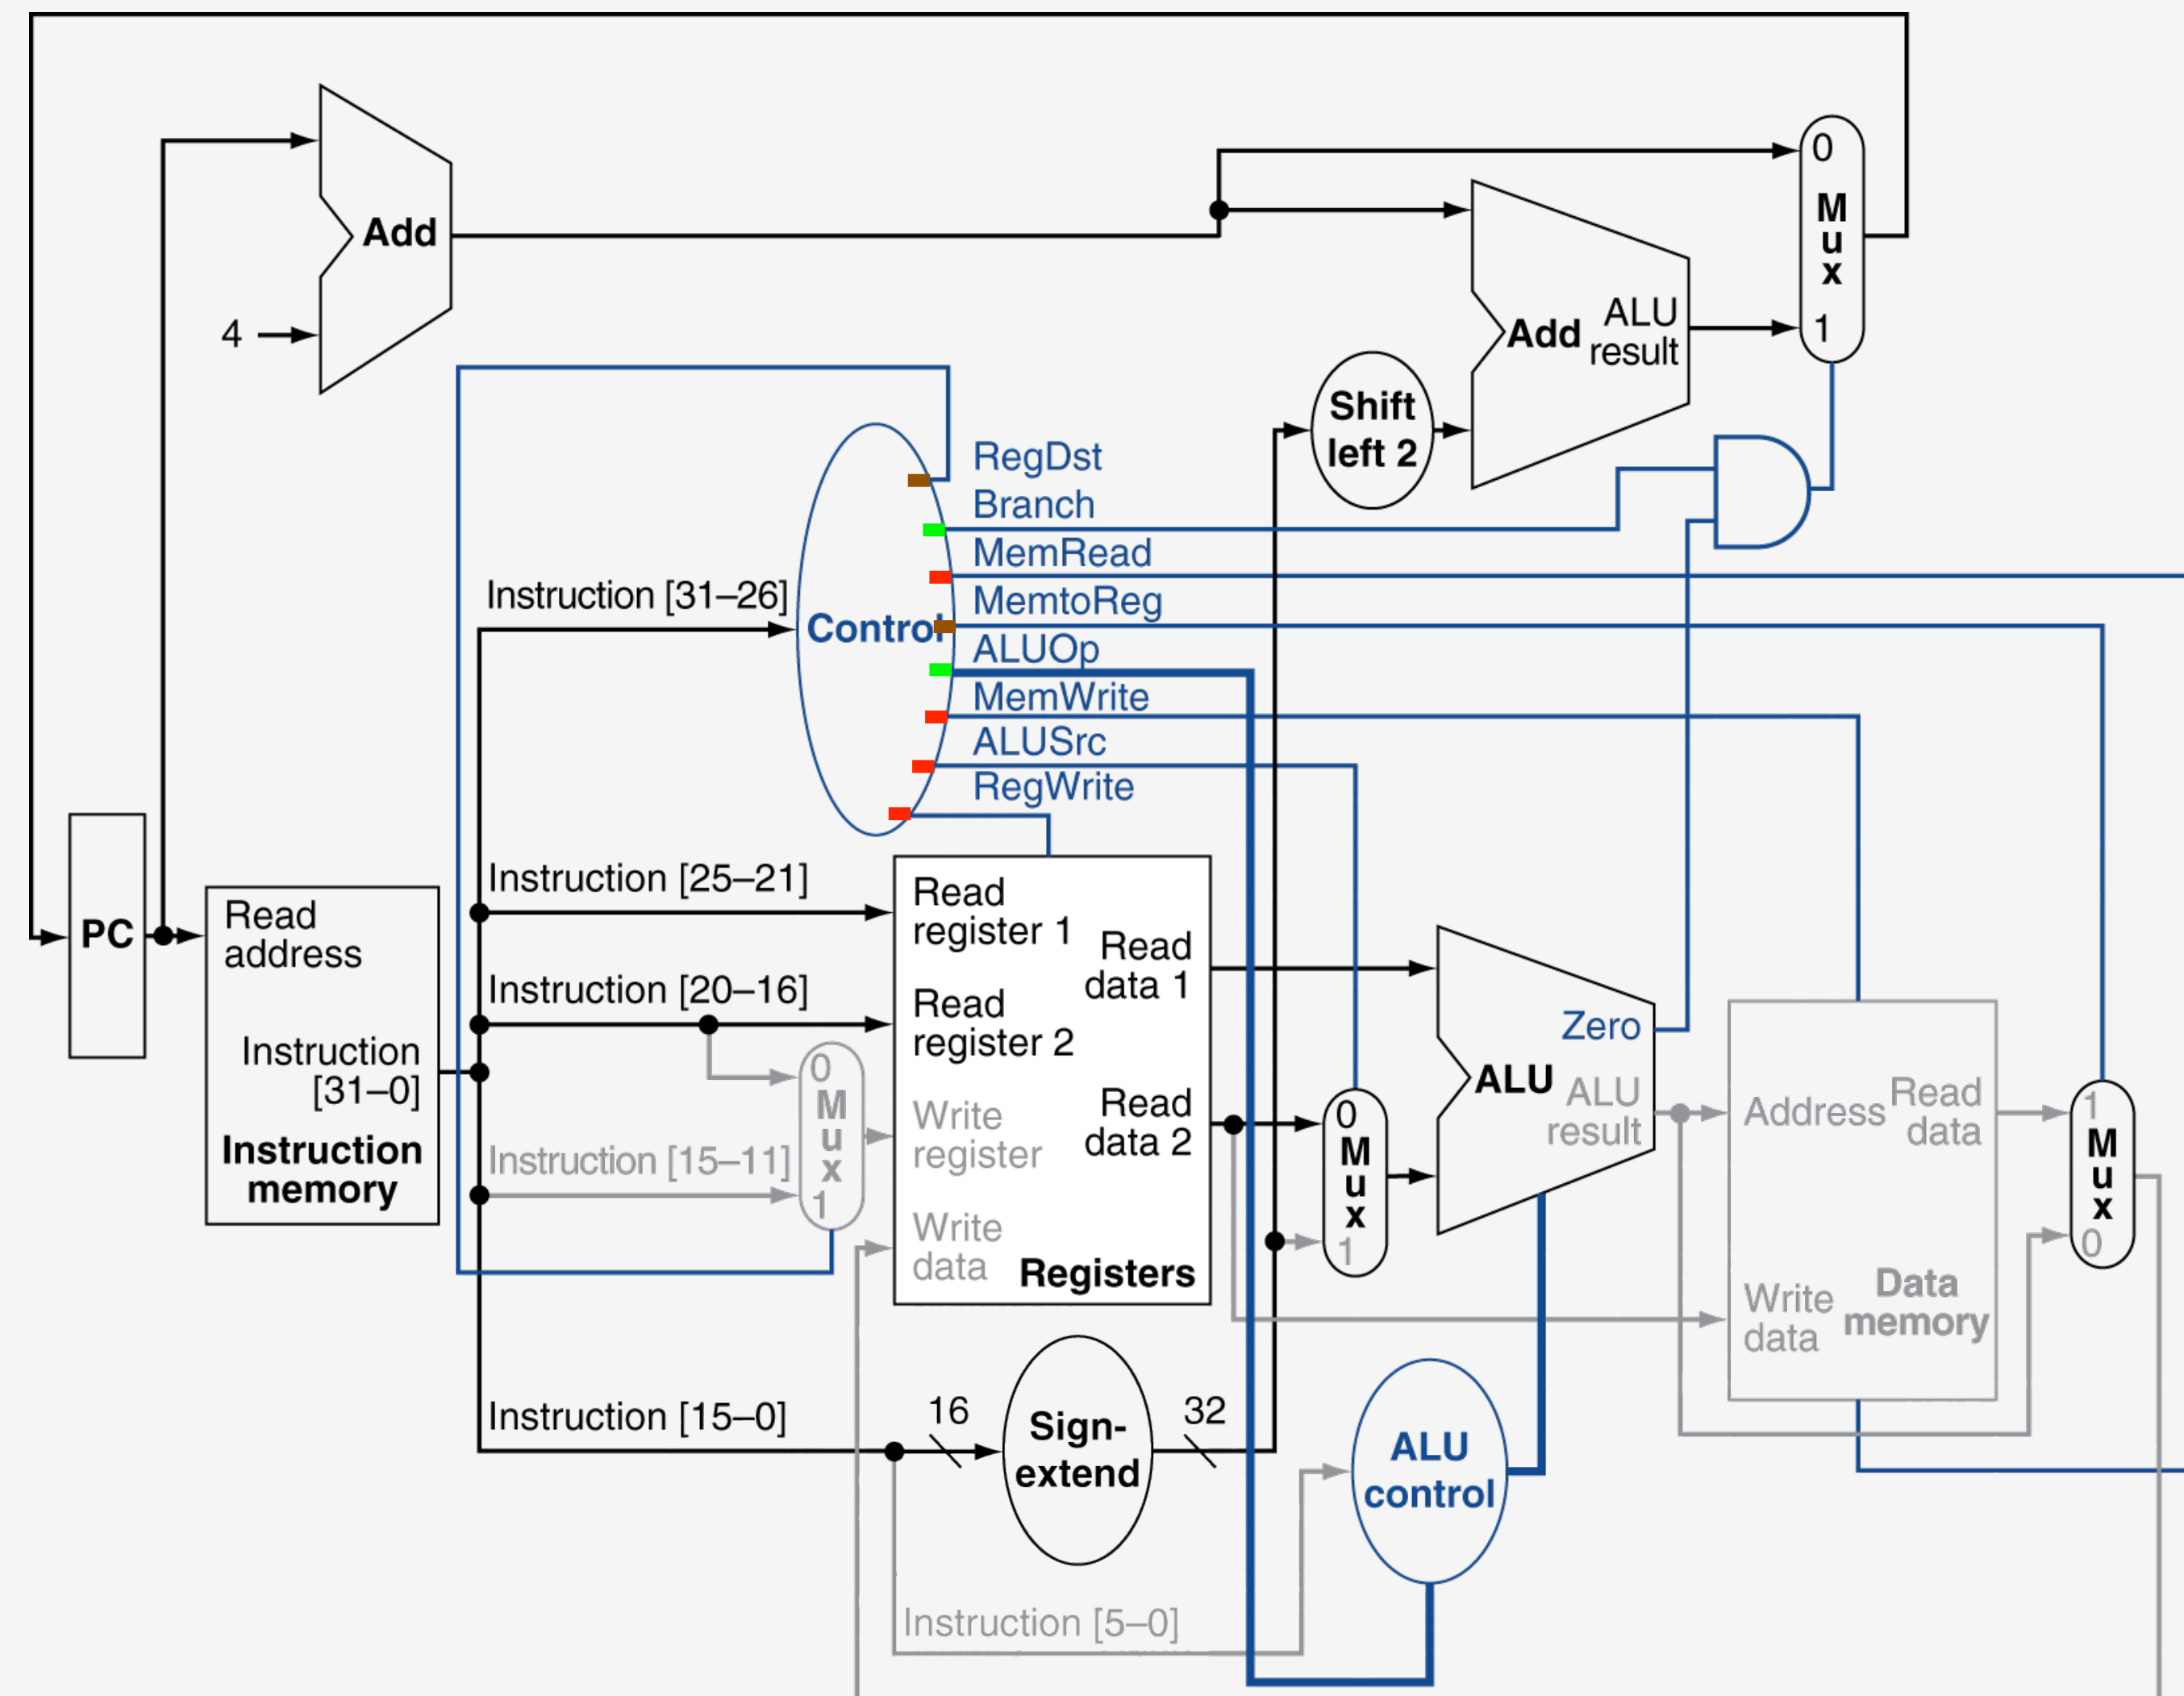 0
M
u
x
1
Add
4
Add
ALU
result
Shift
left 2
RegDst
Branch
MemRead
MemtoReg
ALUOp
MemWrite
ALUSrc
RegWrite
Instruction [31–26]
Control
PC
Read
address
Instruction
[31–0]
Instruction
memory
Instruction [25–21]
Instruction [20–16]
Instruction [15–11]
0
M
u
x
1
Read
register 1
Read
register 2
Write
register
Write
data
Read
data 1
Read
data 2
Registers
0
M
u
x
1
Zero
ALU
ALU
result
Address
Read
data
Write
data
Data
memory
1
M
u
x
0
Instruction [15–0]
16
Sign-
extend
32
ALU
control
Instruction [5–0]